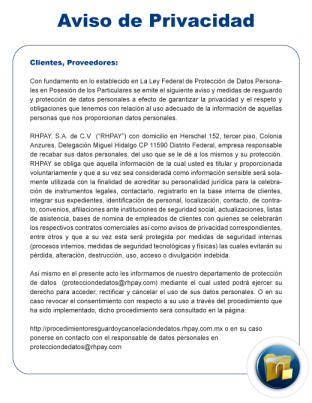 Aviso de Privacidad
Clientes, Proveedores:
Con fundamento en lo establecido en La Ley Federal de Protección de Datos Persona-
les en Posesión de los Particulares se emite el siguiente aviso y medidas de resguardo
y protección de datos personales a efecto de garantizar la privacidad y el respeto y
obligaciones que tenemos con relación al uso adecuado de la información de aquellas
personas que nos proporcionan datos personales.
RHPAY, S.A. de C.V ("RHPAY") con domicilio en Herschel 152, tercer piso, Colonia
Anzures, Delegación Miguel Hidalgo CP 11590 Distrito Federal, empresa responsable
de recabar sus datos personales, del uso que se le dé a los mismos y su protección.
RHPAY se obliga que aquella información de la cual usted es titular y proporcionada
voluntariamente y que a su vez sea considerada como información sensible será sola-
mente utilizada con la finalidad de acreditar su personalidad jurídica para la celebra-
ción de instrumentos legales, contactarlo, registrarlo en la base interna de clientes,
integrar sus expedientes, identificación de personal, localización, contacto, de contra-
to, convenios, afiliaciones ante instituciones de seguridad social, actualizaciones, listas
de asistencia, bases de nomina de empleados de clientes con quienes se celebrarán
los respectivos contratos comerciales así como avisos de privacidad correspondientes,
entre otros y que a su vez esta será protegida por medidas de seguridad internas
(procesos internos, medidas de seguridad tecnológicas y físicas) las cuales evitarán su
pérdida, alteración, destrucción, uso, acceso o divulgación indebida.
Así mismo en el presente acto les informamos de nuestro departamento de protección
de datos (protecciondedatos@rhpay.com) mediante el cual usted podrá ejercer su
derecho para acceder, rectificar y cancelar el uso de sus datos personales. O en su
caso revocar el consentimiento con respecto a su uso a través del procedimiento que
ha sido implementado, dicho procedimiento será consultado en la página:
http://procedimientoresguardoycancelaciondedatos.rhpay.com.mx o en su caso
ponerse en contacto con el responsable de datos personales en
protecciondedatos@rhpay.com